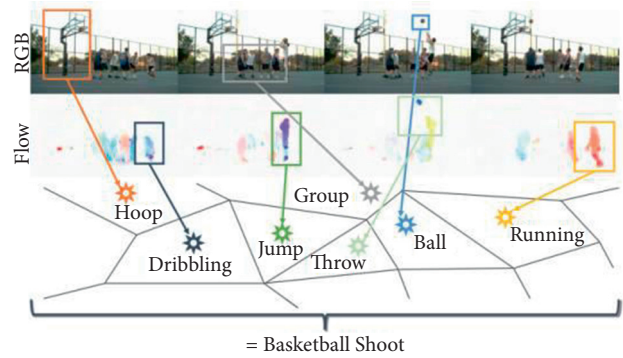 RGB
Flow
Hoop
Dribbling
Jump
Group
Throw
Ball
Running
= Basketball Shoot